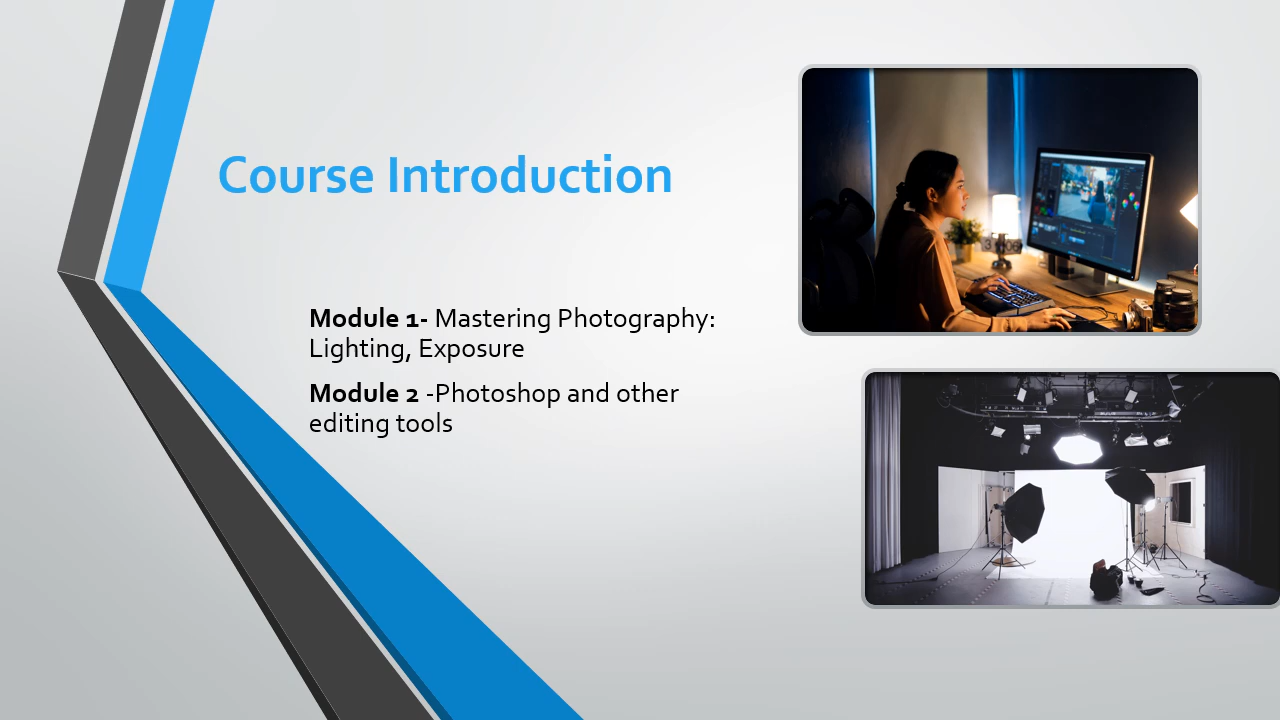 Course Introduction
Module 1- Mastering Photography:
Lighting, Exposure
Module 2 -Photoshop and other
editing tools